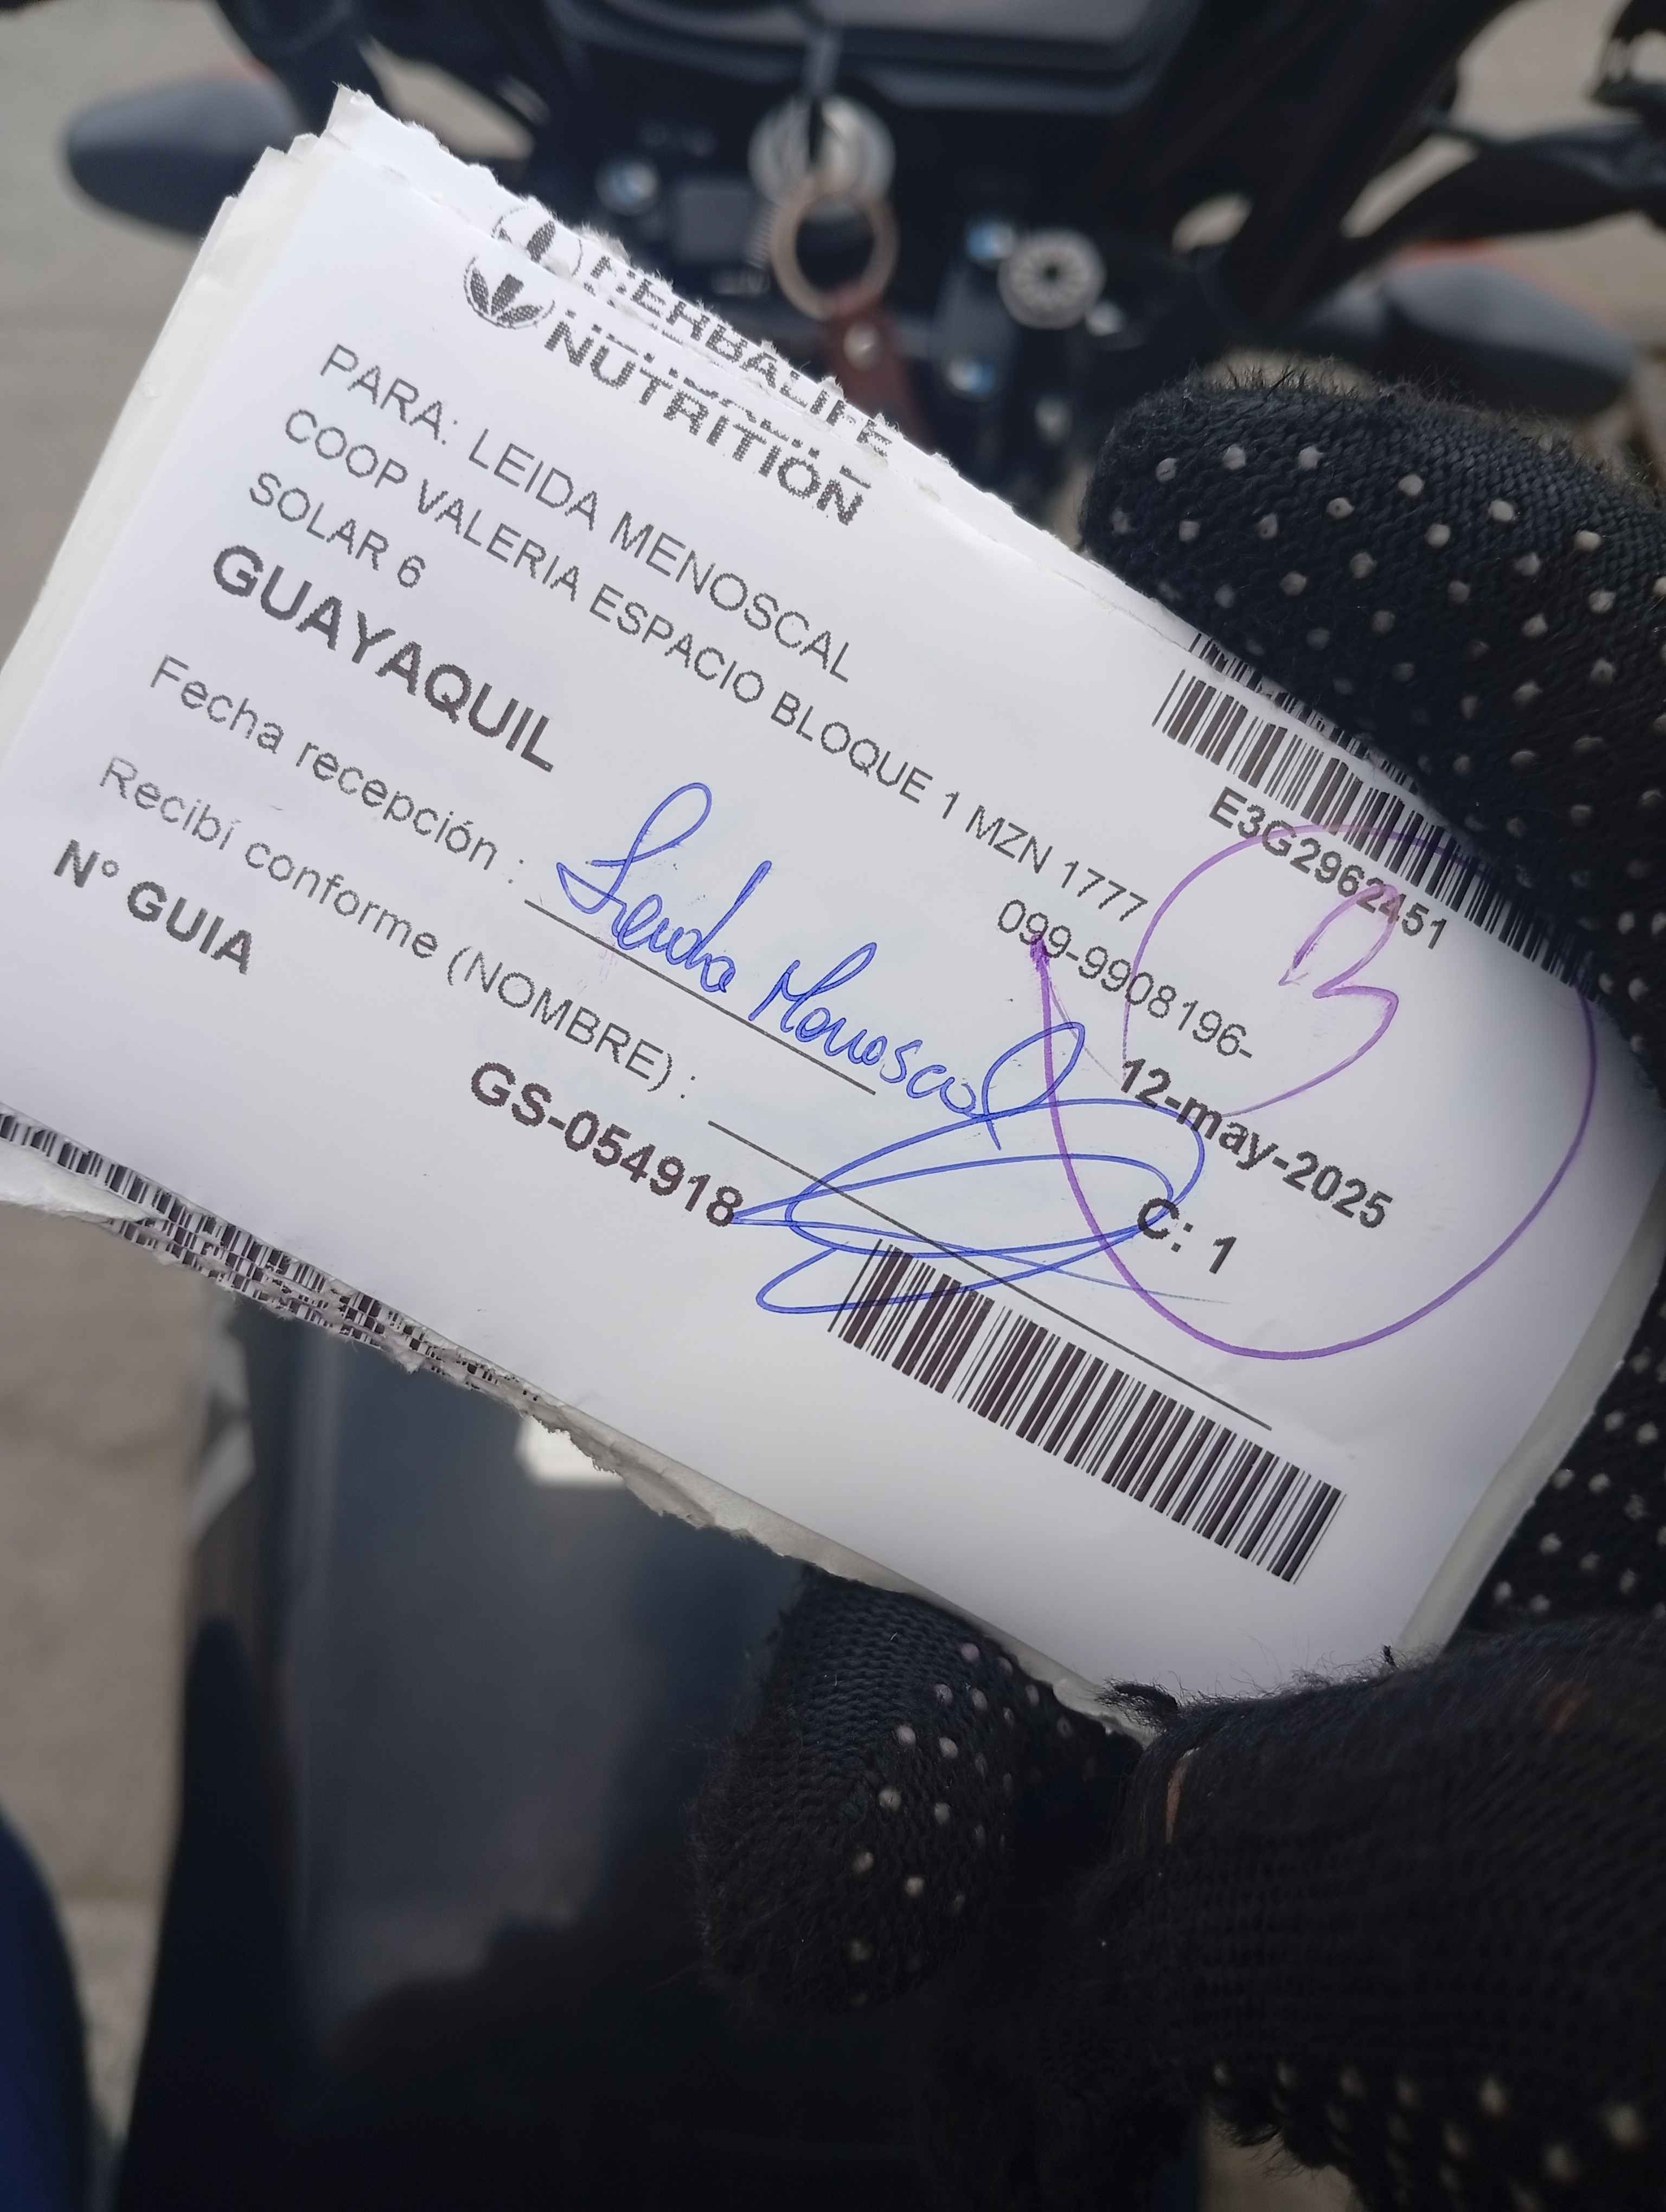 HERBALIFE
NUTRITION
E3G2962451
PARA: LEIDA MENOSCAL
COOP VALERIA ESPACIO BLOQUE 1 MZN 1777
SOLAR 6
099-9908196-
GUAYAQUIL
12-may-2025
Fecha recepción :
Leida Menoscal
C: 1
Recibí conforme (NOMBRE) :
N° GUIA
GS-054918